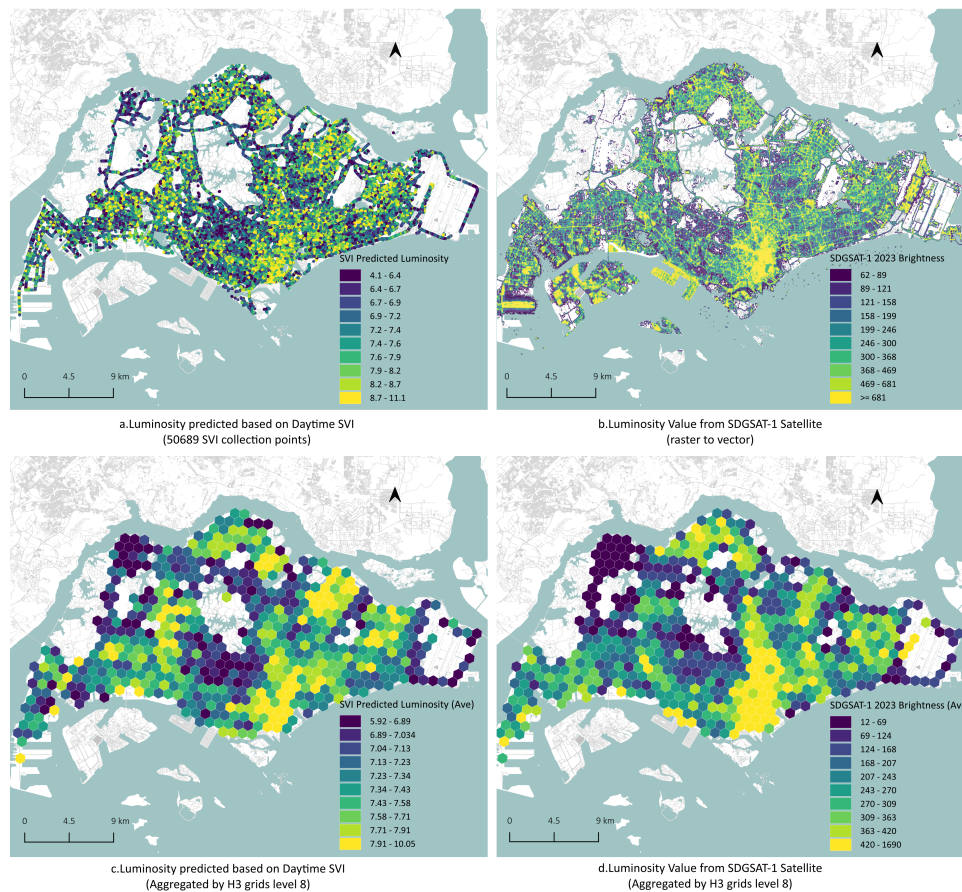 SVI Predicted Luminosity
4.1 - 6.4
6.4 - 6.7
6.7 - 6.9
6.9 - 7.2
7.2 - 7.4
7.4 - 7.6
7.6 - 7.9
7.9 - 8.2
8.2 - 8.7
8.7 - 11.1
0 4.5 9 km
a.Luminosity predicted based on Daytime SVI
(50689 SVI collection points)
SDGSAT-1 2023 Brightness
62 - 89
89 - 121
121 - 158
158 - 199
199 - 246
246 - 300
300 - 368
368 - 469
469 - 681
>= 681
0 4.5 9 km
b.Luminosity Value from SDGSAT-1 Satellite
(raster to vector)
SVI Predicted Luminosity (Ave)
5.92 - 6.89
6.89 - 7.034
7.04 - 7.13
7.13 - 7.23
7.23 - 7.34
7.34 - 7.43
7.43 - 7.58
7.58 - 7.71
7.71 - 7.91
7.91 - 10.05
0 4.5 9 km
c.Luminosity predicted based on Daytime SVI
(Aggregated by H3 grids level 8)
SDGSAT-1 2023 Brightness (Av
12 - 69
69 - 124
124 - 168
168 - 207
207 - 243
243 - 270
270 - 309
309 - 363
363 - 420
420 - 1690
0 4.5 9 km
d.Luminosity Value from SDGSAT-1 Satellite
(Aggregated by H3 grids level 8)